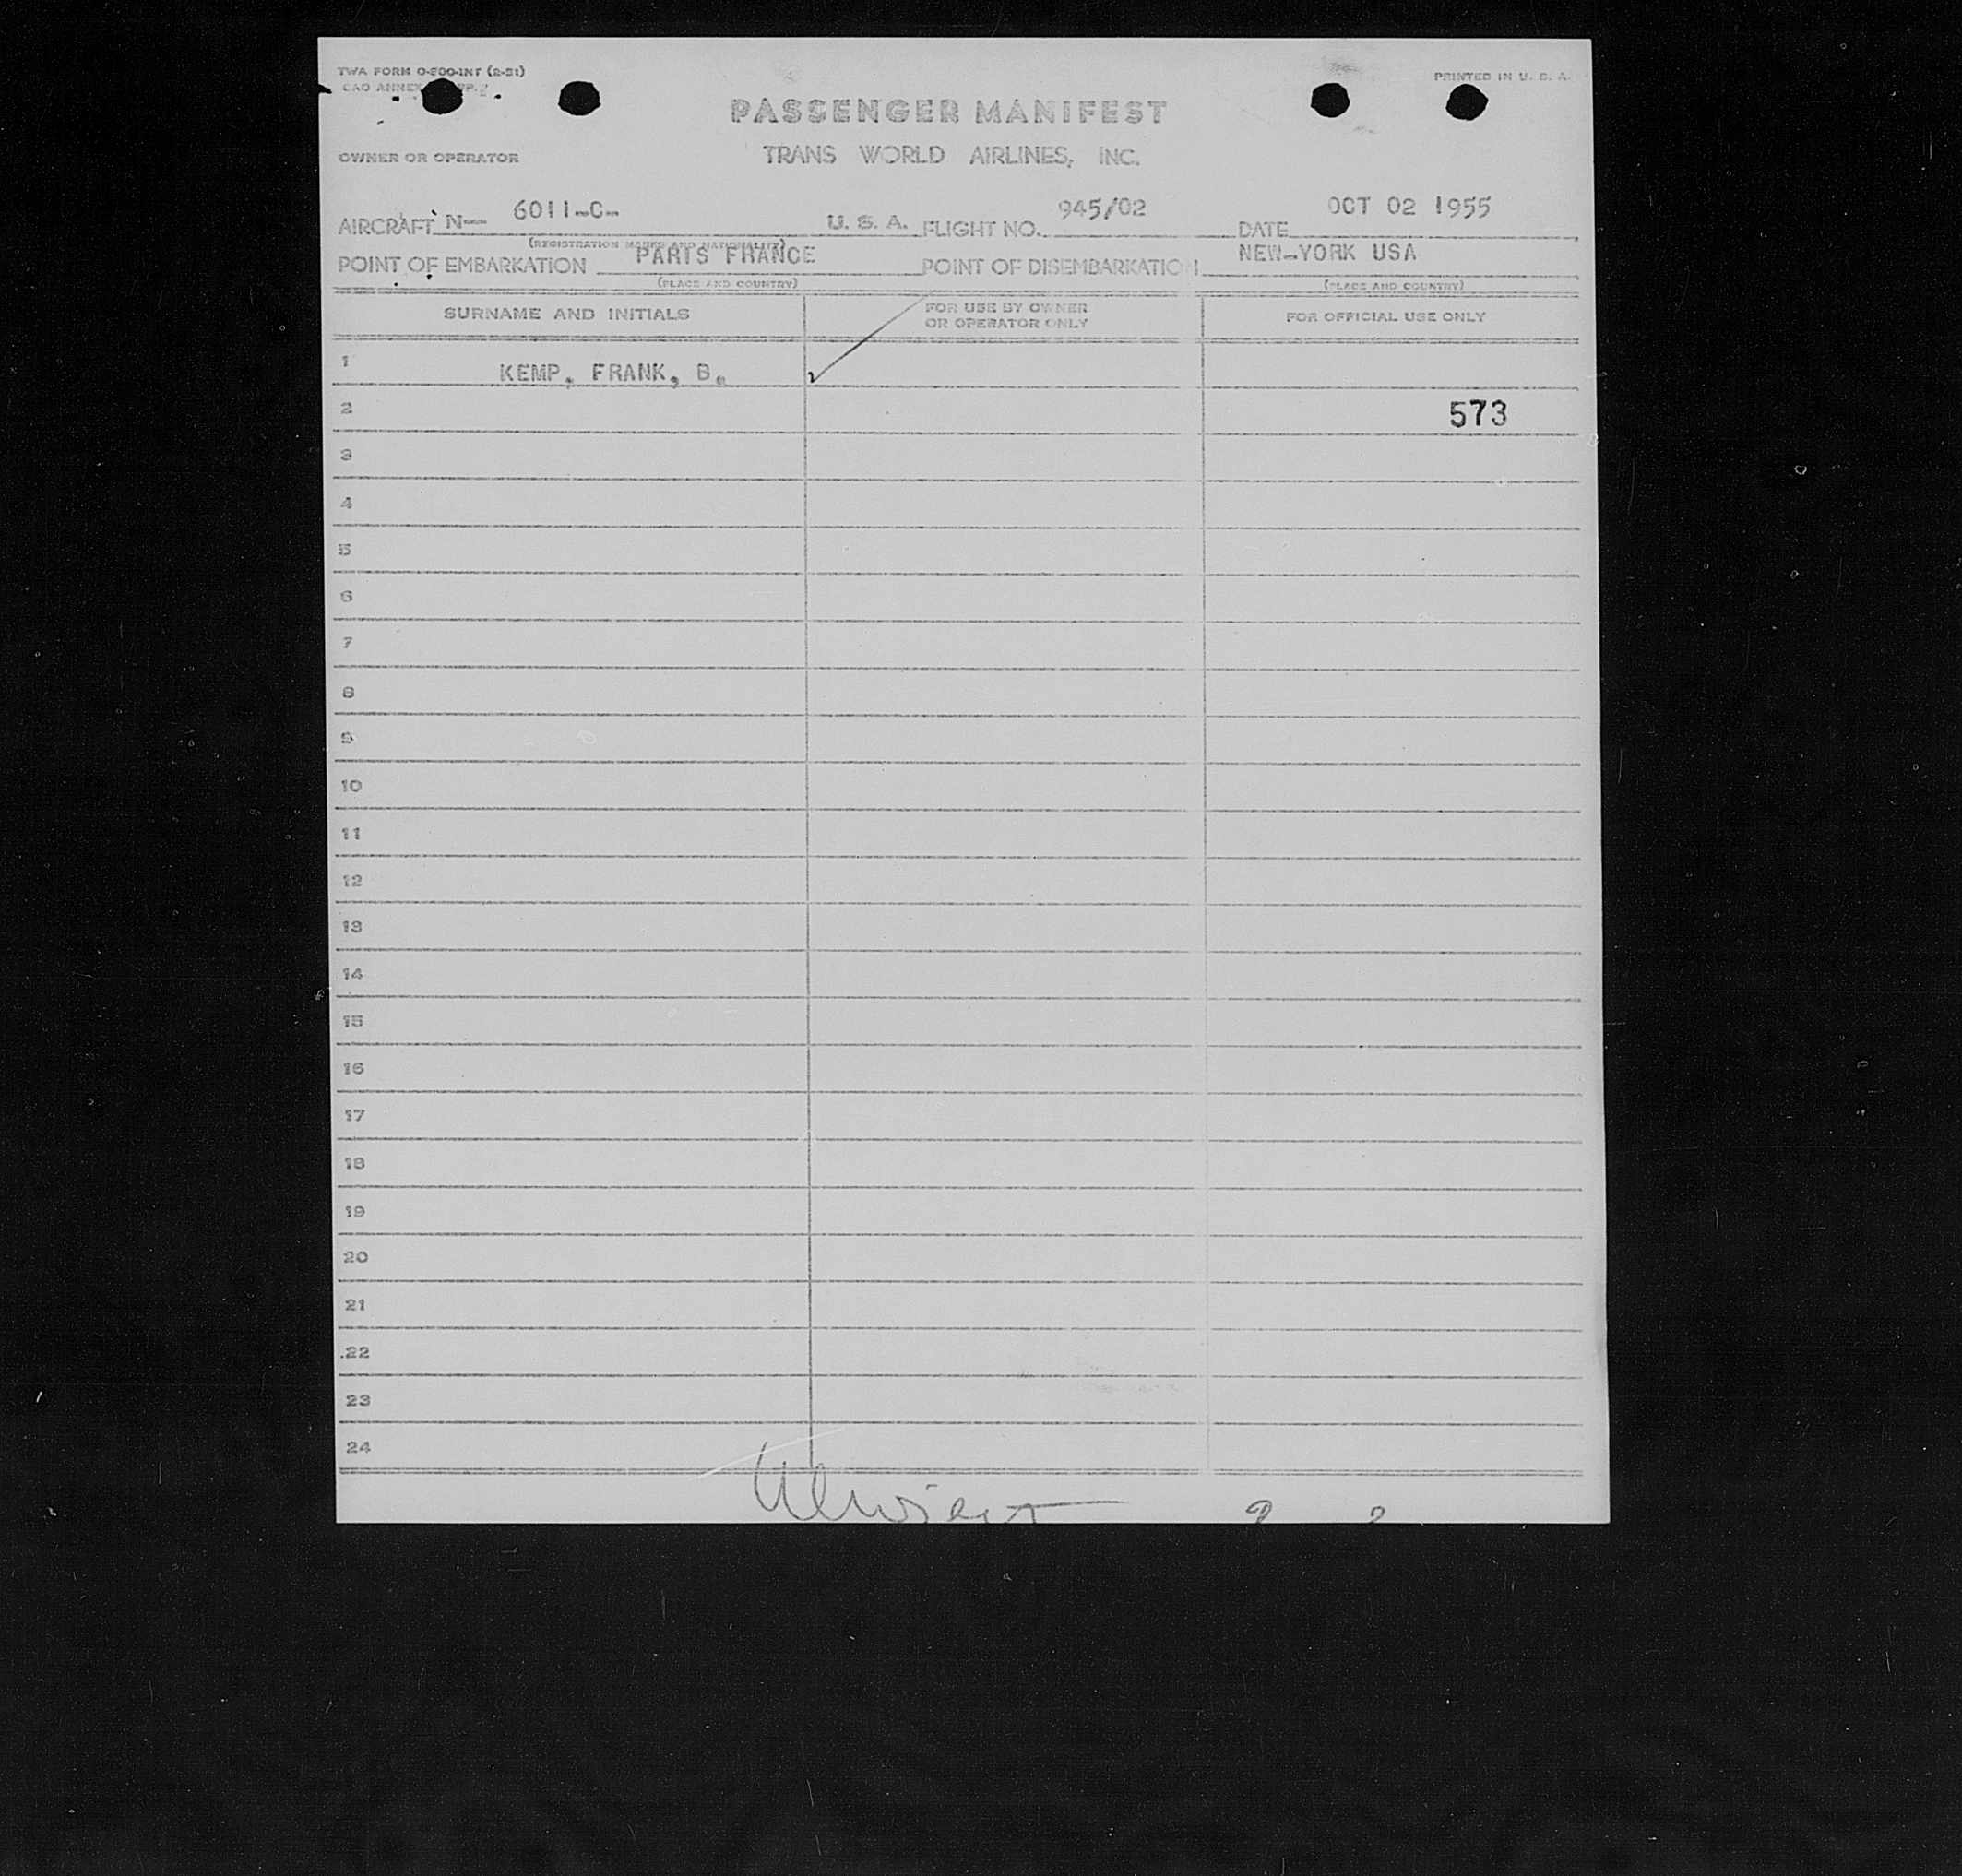 TWA FORM O-200-INT (2-51)
PRINTED IN U. S. A.
PASSENGER MANIFEST
OWNER OR OPERATOR
TRANS WORLD AIRLINES, INC.
AIRCRAFT N— 6011-C- U. S. A. FLIGHT NO. 945/02 DATE OCT 02 1955
(REGISTRATION MARKS AND NATIONALITY)
POINT OF EMBARKATION PARIS FRANCE POINT OF DISEMBARKATION NEW-YORK USA
(PLACE AND COUNTRY) (PLACE AND COUNTRY)
SURNAME AND INITIALS FOR USE BY OWNER OR OPERATOR ONLY FOR OFFICIAL USE ONLY
1 KEMP, FRANK, B.
2 573
3
4
5
6
7
8
9
10
11
12
13
14
15
16
17
18
19
20
21
22
23
24